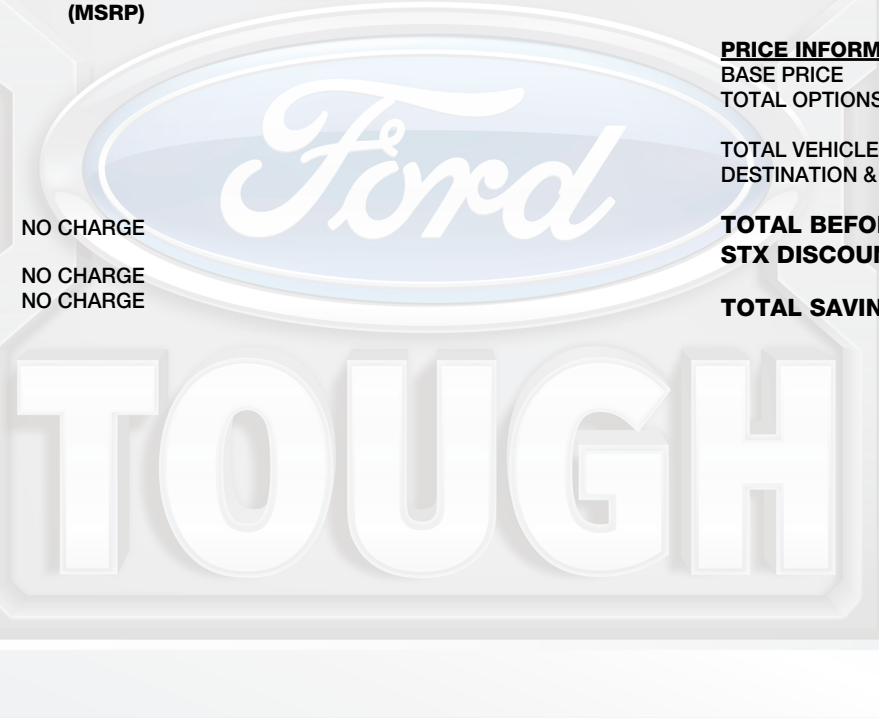 (MSRP)
NO CHARGE
NO CHARGE
NO CHARGE
PRICE INFORM
BASE PRICE
TOTAL OPTIONS
TOTAL VEHICLE
DESTINATION &
TOTAL BEFO
STX DISCOU
TOTAL SAVIN
Ford
TOUGH